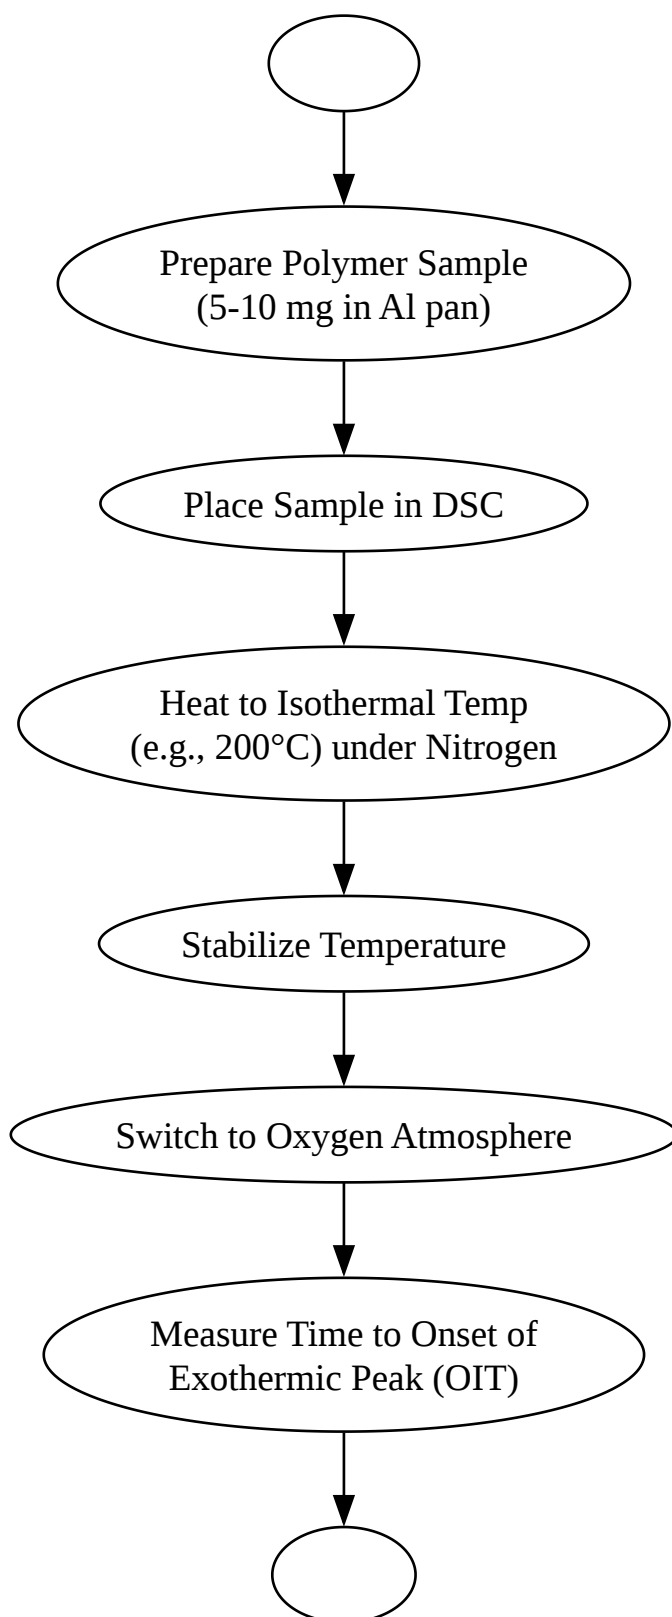 Prepare Polymer Sample
(5-10 mg in Al pan)
Place Sample in DSC
Heat to Isothermal Temp
(e.g., 200°C) under Nitrogen
Stabilize Temperature
Switch to Oxygen Atmosphere
Measure Time to Onset of
Exothermic Peak (OIT)